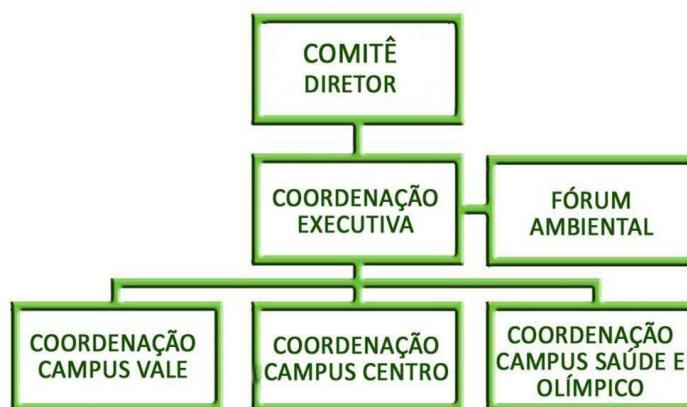 COMITÊ
DIRETOR
COORDENAÇÃO
EXECUTIVA
FÓRUM
AMBIENTAL
COORDENAÇÃO
CAMPUS VALE
COORDENAÇÃO
CAMPUS CENTRO
COORDENAÇÃO
CAMPUS SAÚDE E
OLÍMPICO